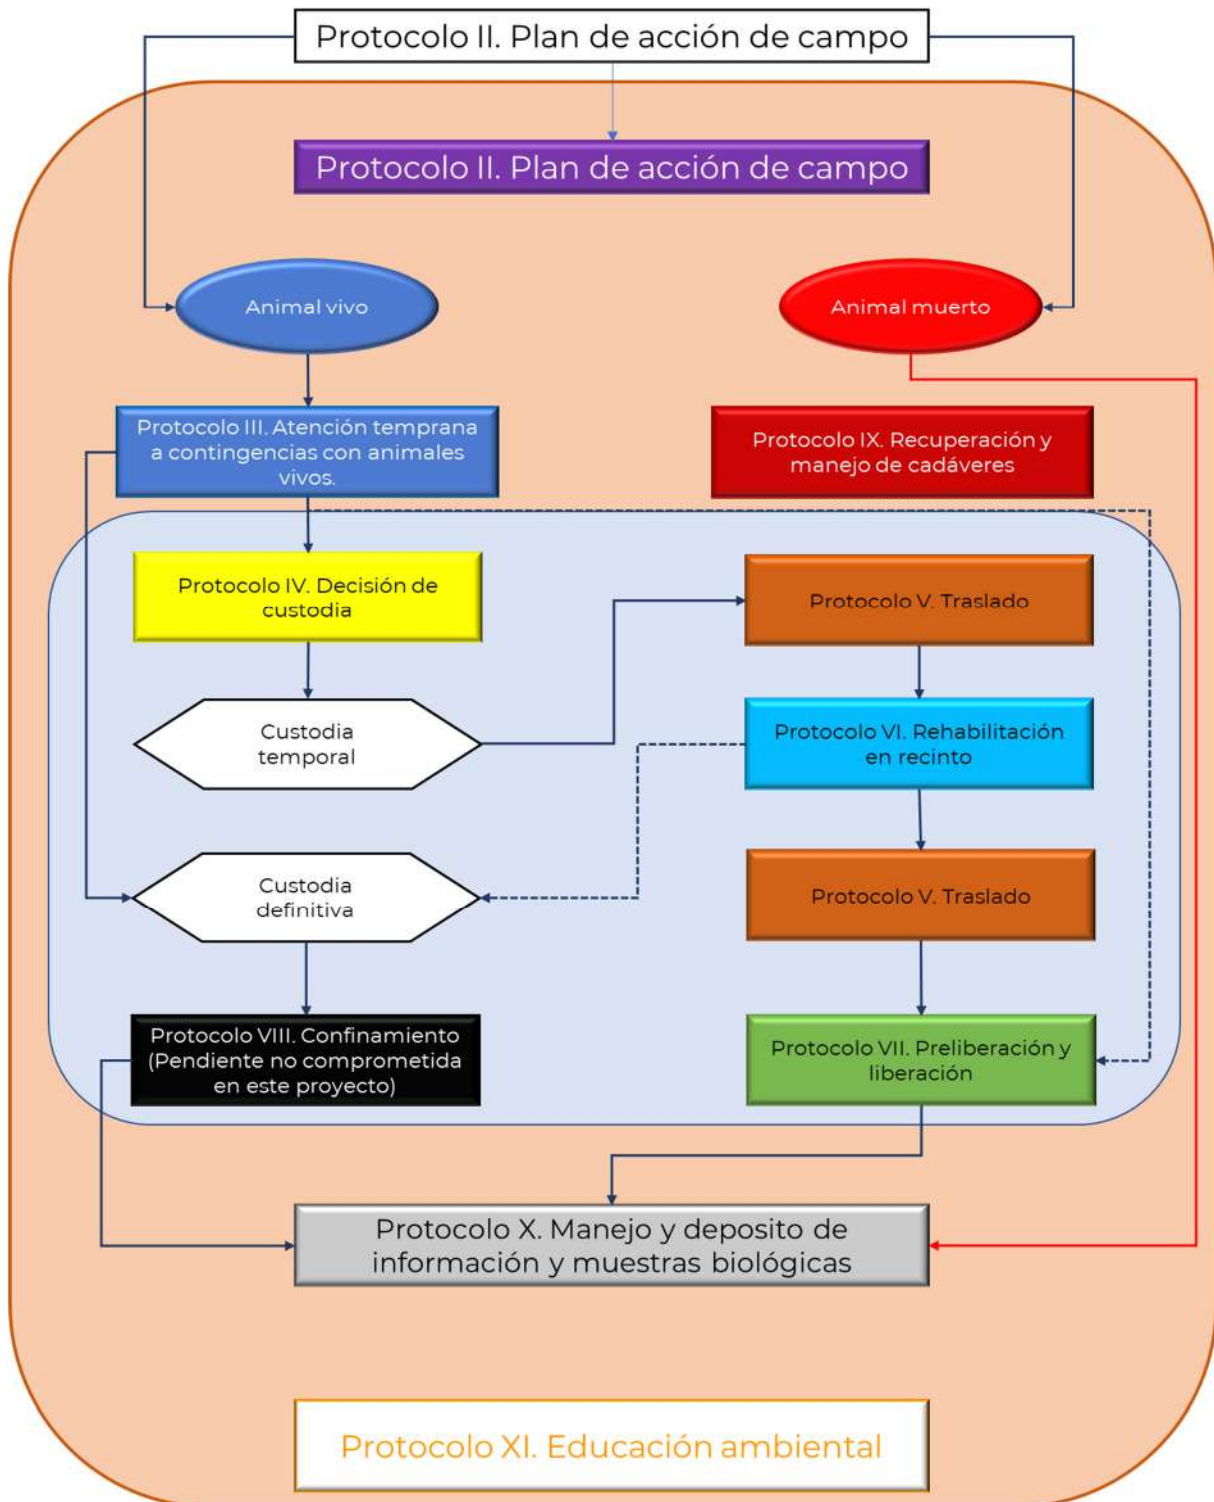 Protocolo II. Plan de acción de campo
Protocolo II. Plan de acción de campo
Animal vivo
Animal muerto
Protocolo III. Atención temprana
a contingencias con animales
vivos.
Protocolo IX. Recuperación y
manejo de cadáveres
Protocolo IV. Decisión de
custodia
Protocolo V. Traslado
Custodia
temporal
Protocolo VI. Rehabilitación
en recinto
Custodia
definitiva
Protocolo V. Traslado
Protocolo VIII. Confinamiento
(Pendiente no comprometida
en este proyecto)
Protocolo VII. Preliberación y
liberación
Protocolo X. Manejo y deposito de
información y muestras biológicas
Protocolo XI. Educación ambiental